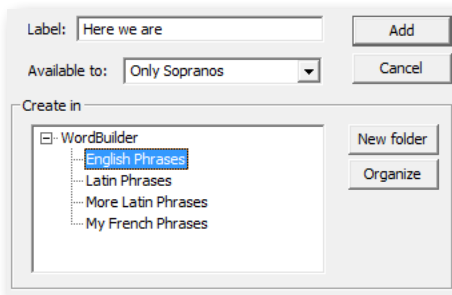 Label: Here we are Add
Available to: Only Sopranos Cancel
Create in
WordBuilder New folder
English Phrases
Latin Phrases Organize
More Latin Phrases
My French Phrases